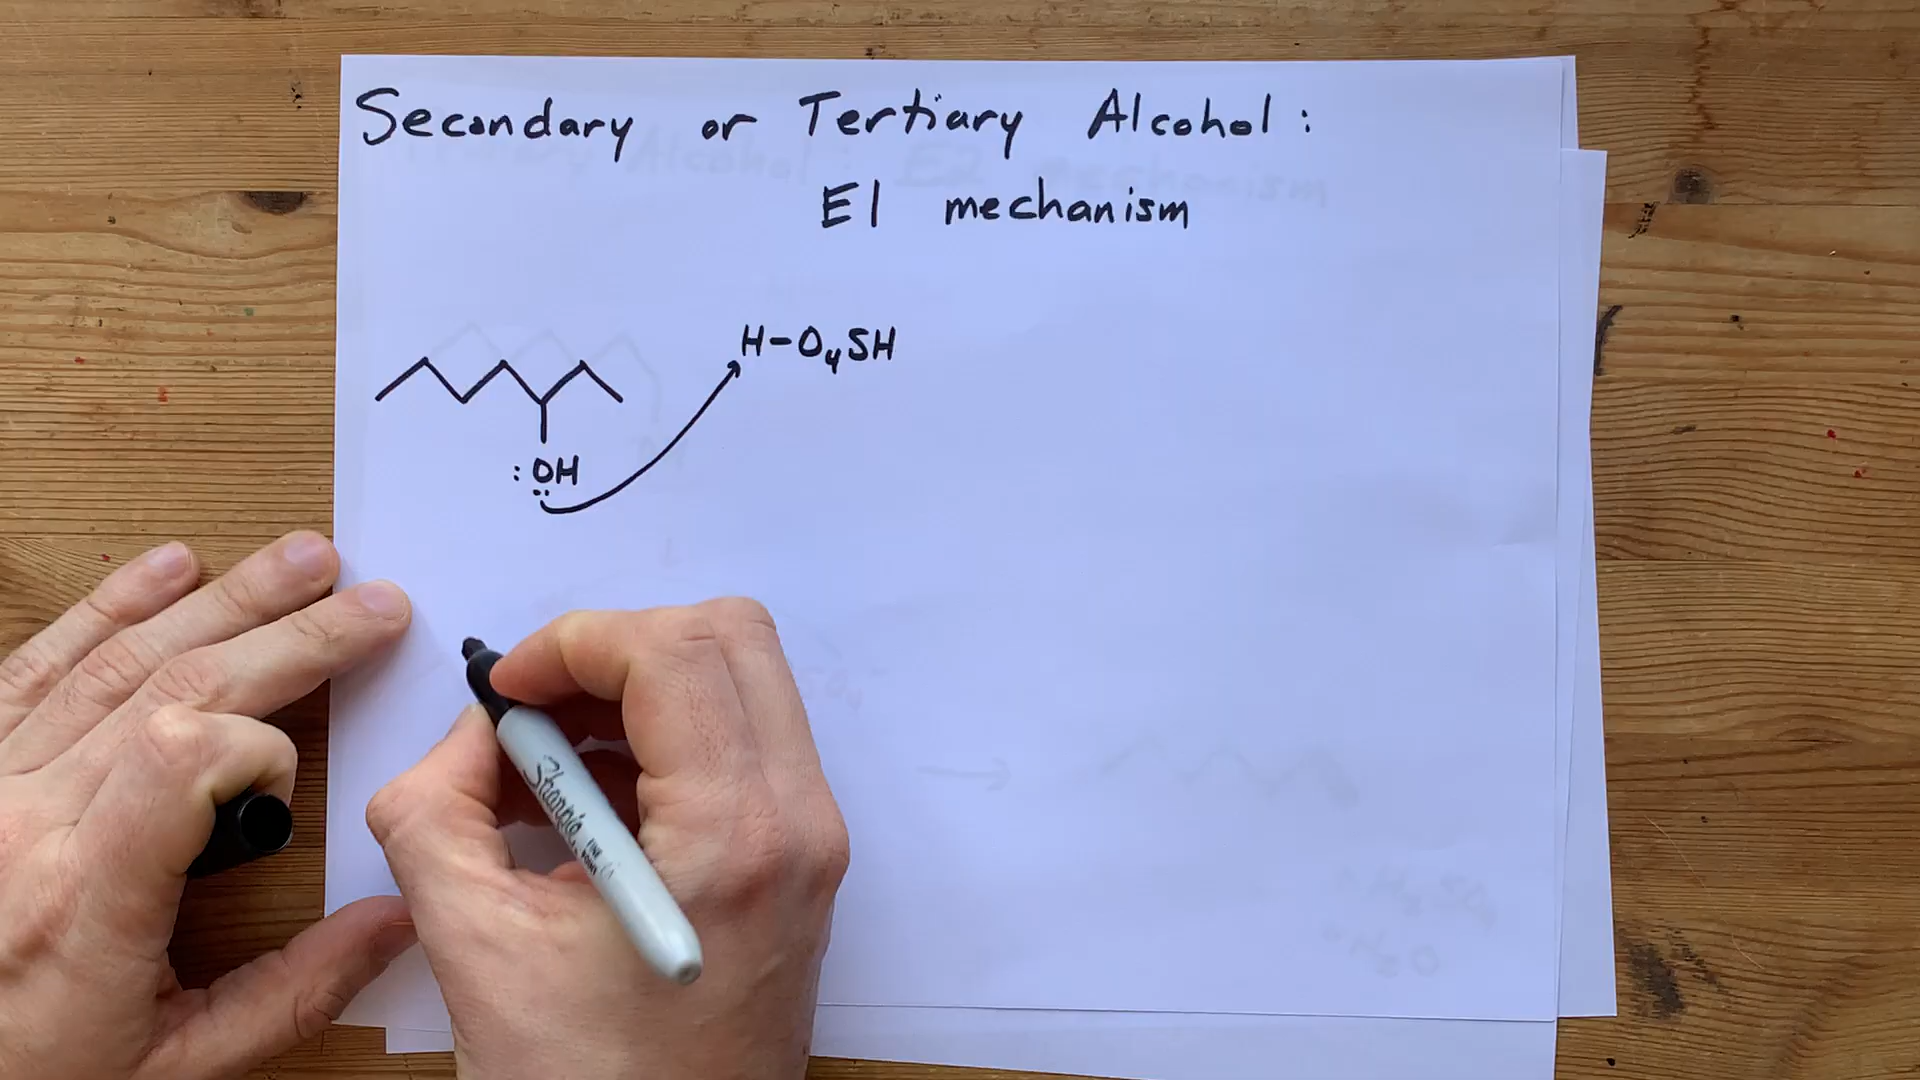 Secondary or Tertiary Alcohol:
E1 mechanism
H-O₄SH
:OH
Sharpie